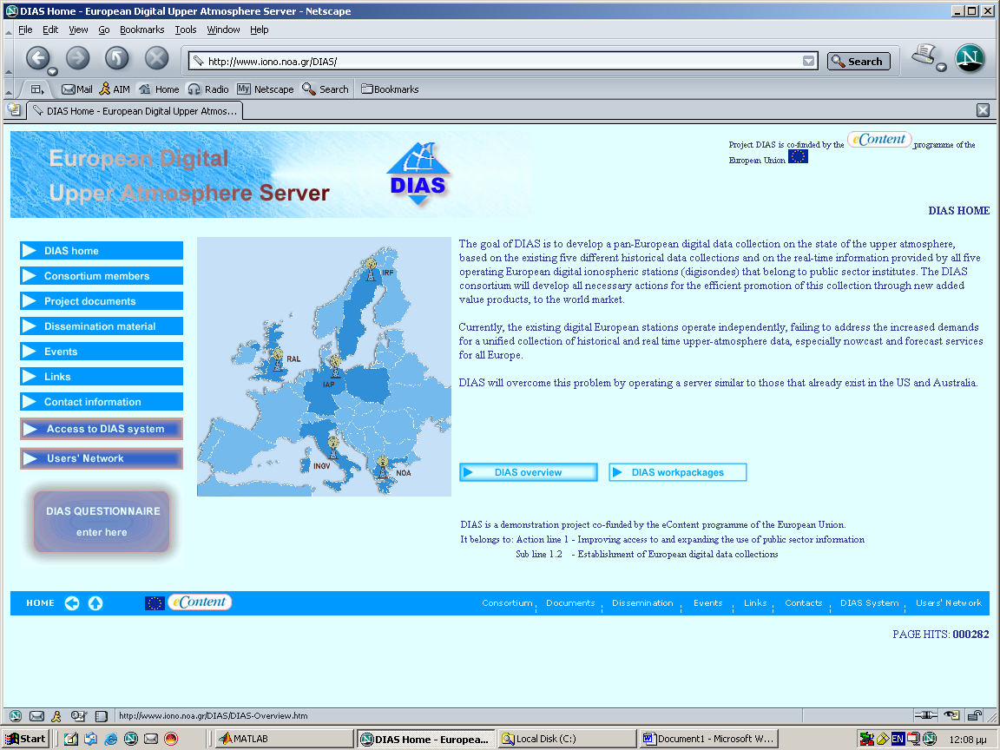 DIAS Home - European Digital Upper Atmosphere Server - Netscape
File Edit View Go Bookmarks Tools Window Help
http://www.iono.noa.gr/DIAS/
Search
N
Mail AIM Home Radio My Netscape Search Bookmarks
DIAS Home - European Digital Upper Atmos...
European Digital
Upper Atmosphere Server
DIAS
Project DIAS is co-funded by the eContent programme of the
European Union
DIAS HOME
DIAS home
Consortium members
Project documents
Dissemination material
Events
Links
Contact information
Access to DIAS system
Users' Network
DIAS QUESTIONNAIRE
enter here
IRF
RAL
IAP
INGV
NOA
The goal of DIAS is to develop a pan-European digital data collection on the state of the upper atmosphere,
based on the existing five different historical data collections and on the real-time information provided by all five
operating European digital ionospheric stations (digisondes) that belong to public sector institutes. The DIAS
consortium will develop all necessary actions for the efficient promotion of this collection through new added
value products, to the world market.
Currently, the existing digital European stations operate independently, failing to address the increased demands
for a unified collection of historical and real time upper-atmosphere data, especially nowcast and forecast services
for all Europe.
DIAS will overcome this problem by operating a server similar to those that already exist in the US and Australia.
DIAS overview
DIAS workpackages
DIAS is a demonstration project co-funded by the eContent programme of the European Union.
It belongs to: Action line 1 - Improving access to and expanding the use of public sector information
Sub line 1.2 - Establishment of European digital data collections
HOME
eContent
Consortium Documents Dissemination Events Links Contacts DIAS System Users' Network
PAGE HITS: 000282
http://www.iono.noa.gr/DIAS/DIAS-Overview.htm
Start
MATLAB
DIAS Home - Europea...
Local Disk (C:)
Document1 - Microsoft W...
EN
12:08 μμ